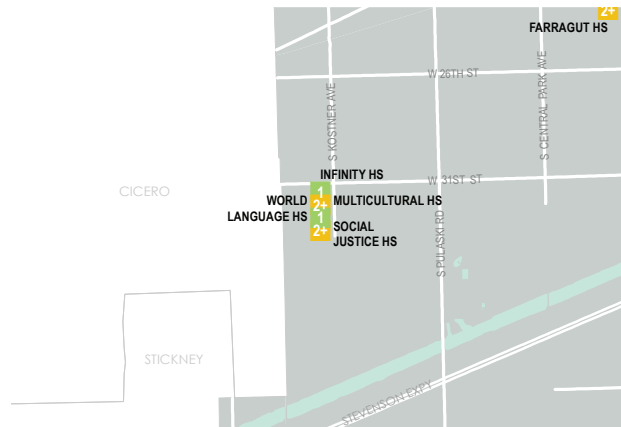 2+
FARRAGUT HS
W 26TH ST
S KOSTNER AVE
S CENTRAL PARK AVE
INFINITY HS
W 31ST ST
1
CICERO
WORLD
LANGUAGE HS
2+
MULTICULTURAL HS
1
2+
SOCIAL
JUSTICE HS
S PULASKI RD
STICKNEY
STEVENSON EXPY